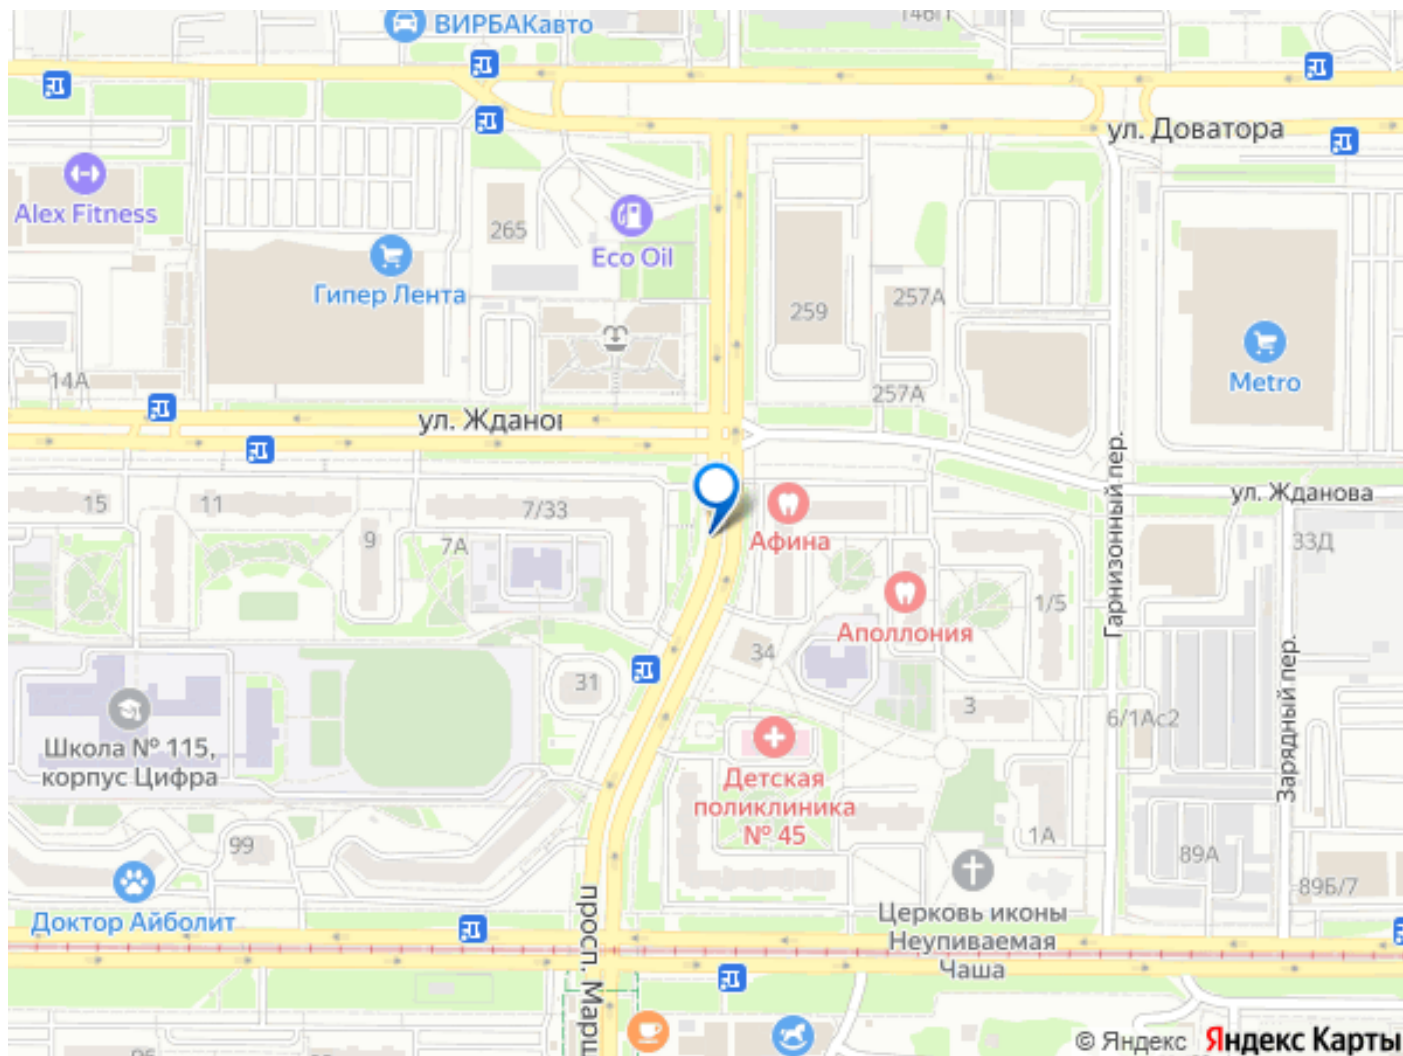 146П
ВИРБАКавто
ул. Доватора
Alex Fitness
265
Eco Oil
Гипер Лента
259
257А
Metro
14А
257А
ул. Жданов
Гарнизонный пер.
ул. Жданова
15
11
7/33
9
7А
Афина
33Д
1/5
Аполлония
34
31
3
6/1Ас2
Зарядный пер.
Школа № 115,
корпус Цифра
Детская
поликлиника
№ 45
99
1А
89А
89Б/7
Доктор Айболит
Церковь иконы
Неупиваемая
Чаша
просп. Марш
© Яндекс Яндекс Карты